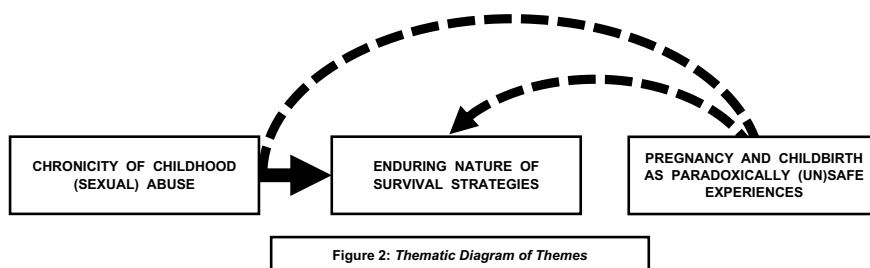 CHRONICITY OF CHILDHOOD
(SEXUAL) ABUSE
ENDURING NATURE OF
SURVIVAL STRATEGIES
PREGNANCY AND CHILDBIRTH
AS PARADOXICALLY (UN)SAFE
EXPERIENCES
Figure 2: Thematic Diagram of Themes